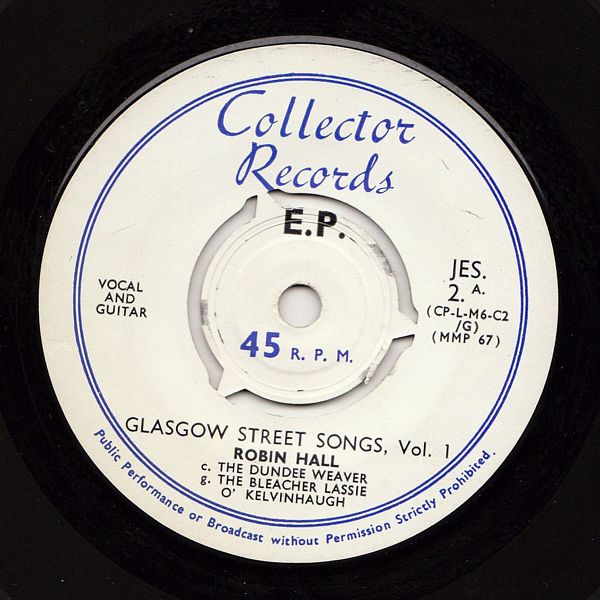 Collector
Records
E.P.
VOCAL
AND
GUITAR
JES.
2. A.
(CP-L-M6-C2
/G)
(MMP 67)
45 R. P. M.
GLASGOW STREET SONGS, Vol. 1
ROBIN HALL
c. THE DUNDEE WEAVER
g. THE BLEACHER LASSIE
O' KELVINHAUGH
Public Performance or Broadcast without Permission Strictly Prohibited.